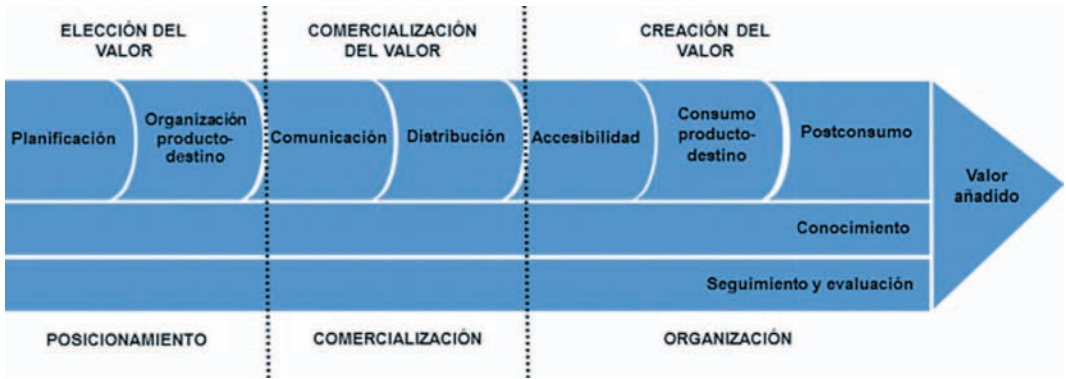 ELECCIÓN DEL
VALOR
COMERCIALIZACIÓN
DEL VALOR
CREACIÓN DEL
VALOR
Planificación
Organización
producto-
destino
Comunicación
Distribución
Accesibilidad
Consumo
producto-
destino
Postconsumo
Valor
añadido
Conocimiento
Seguimiento y evaluación
POSICIONAMIENTO
COMERCIALIZACIÓN
ORGANIZACIÓN